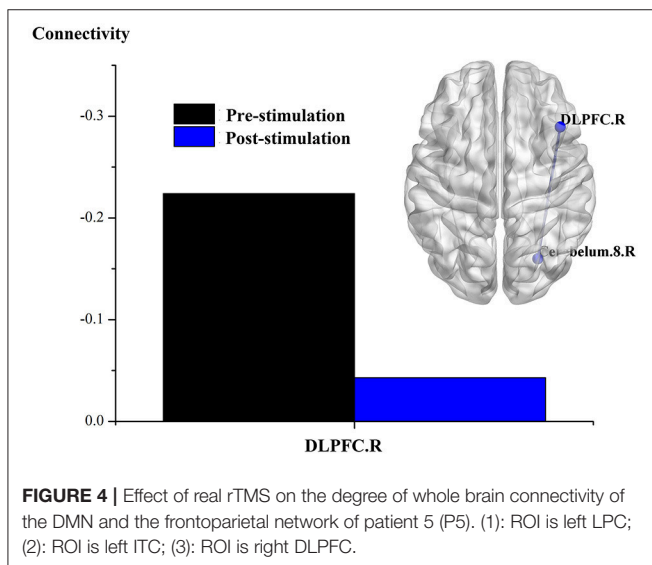 Connectivity
-0.3
-0.2
-0.1
0.0
Pre-stimulation
Post-stimulation
DLPFC.R
Cerebelum.8.R
DLPFC.R
FIGURE 4 | Effect of real rTMS on the degree of whole brain connectivity of
the DMN and the frontoparietal network of patient 5 (P5). (1): ROI is left LPC;
(2): ROI is left ITC; (3): ROI is right DLPFC.